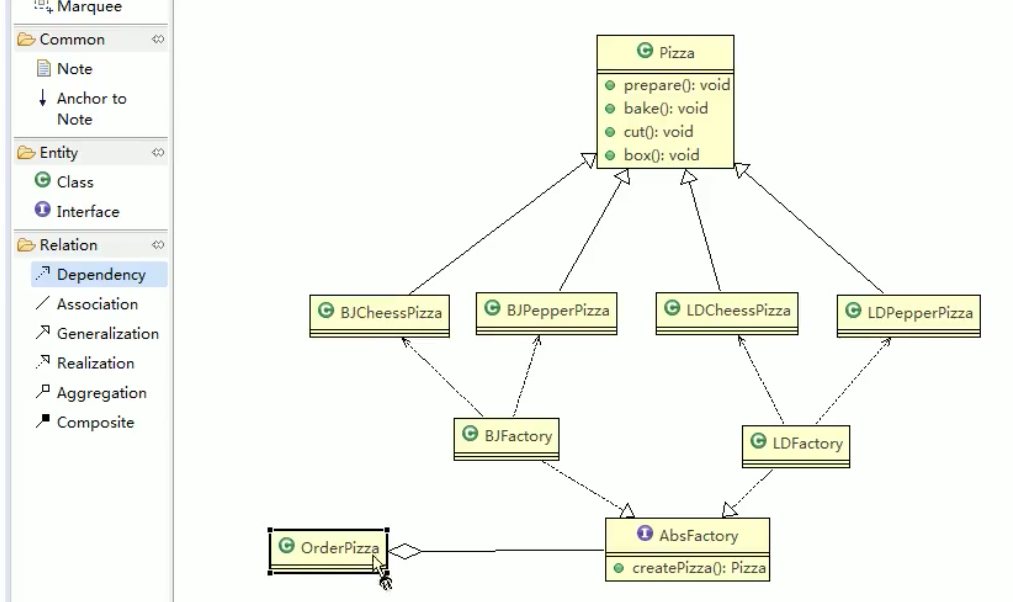 Marquee
Common
Note
Anchor to
Note
Entity
Class
Interface
Relation
Dependency
Association
Generalization
Realization
Aggregation
Composite
C Pizza
prepare(): void
bake(): void
cut(): void
box(): void
C BJCheessPizza
C BJPepperPizza
C LDCheessPizza
C LDPepperPizza
C BJFactory
C LDFactory
C OrderPizza
I AbsFactory
createPizza(): Pizza